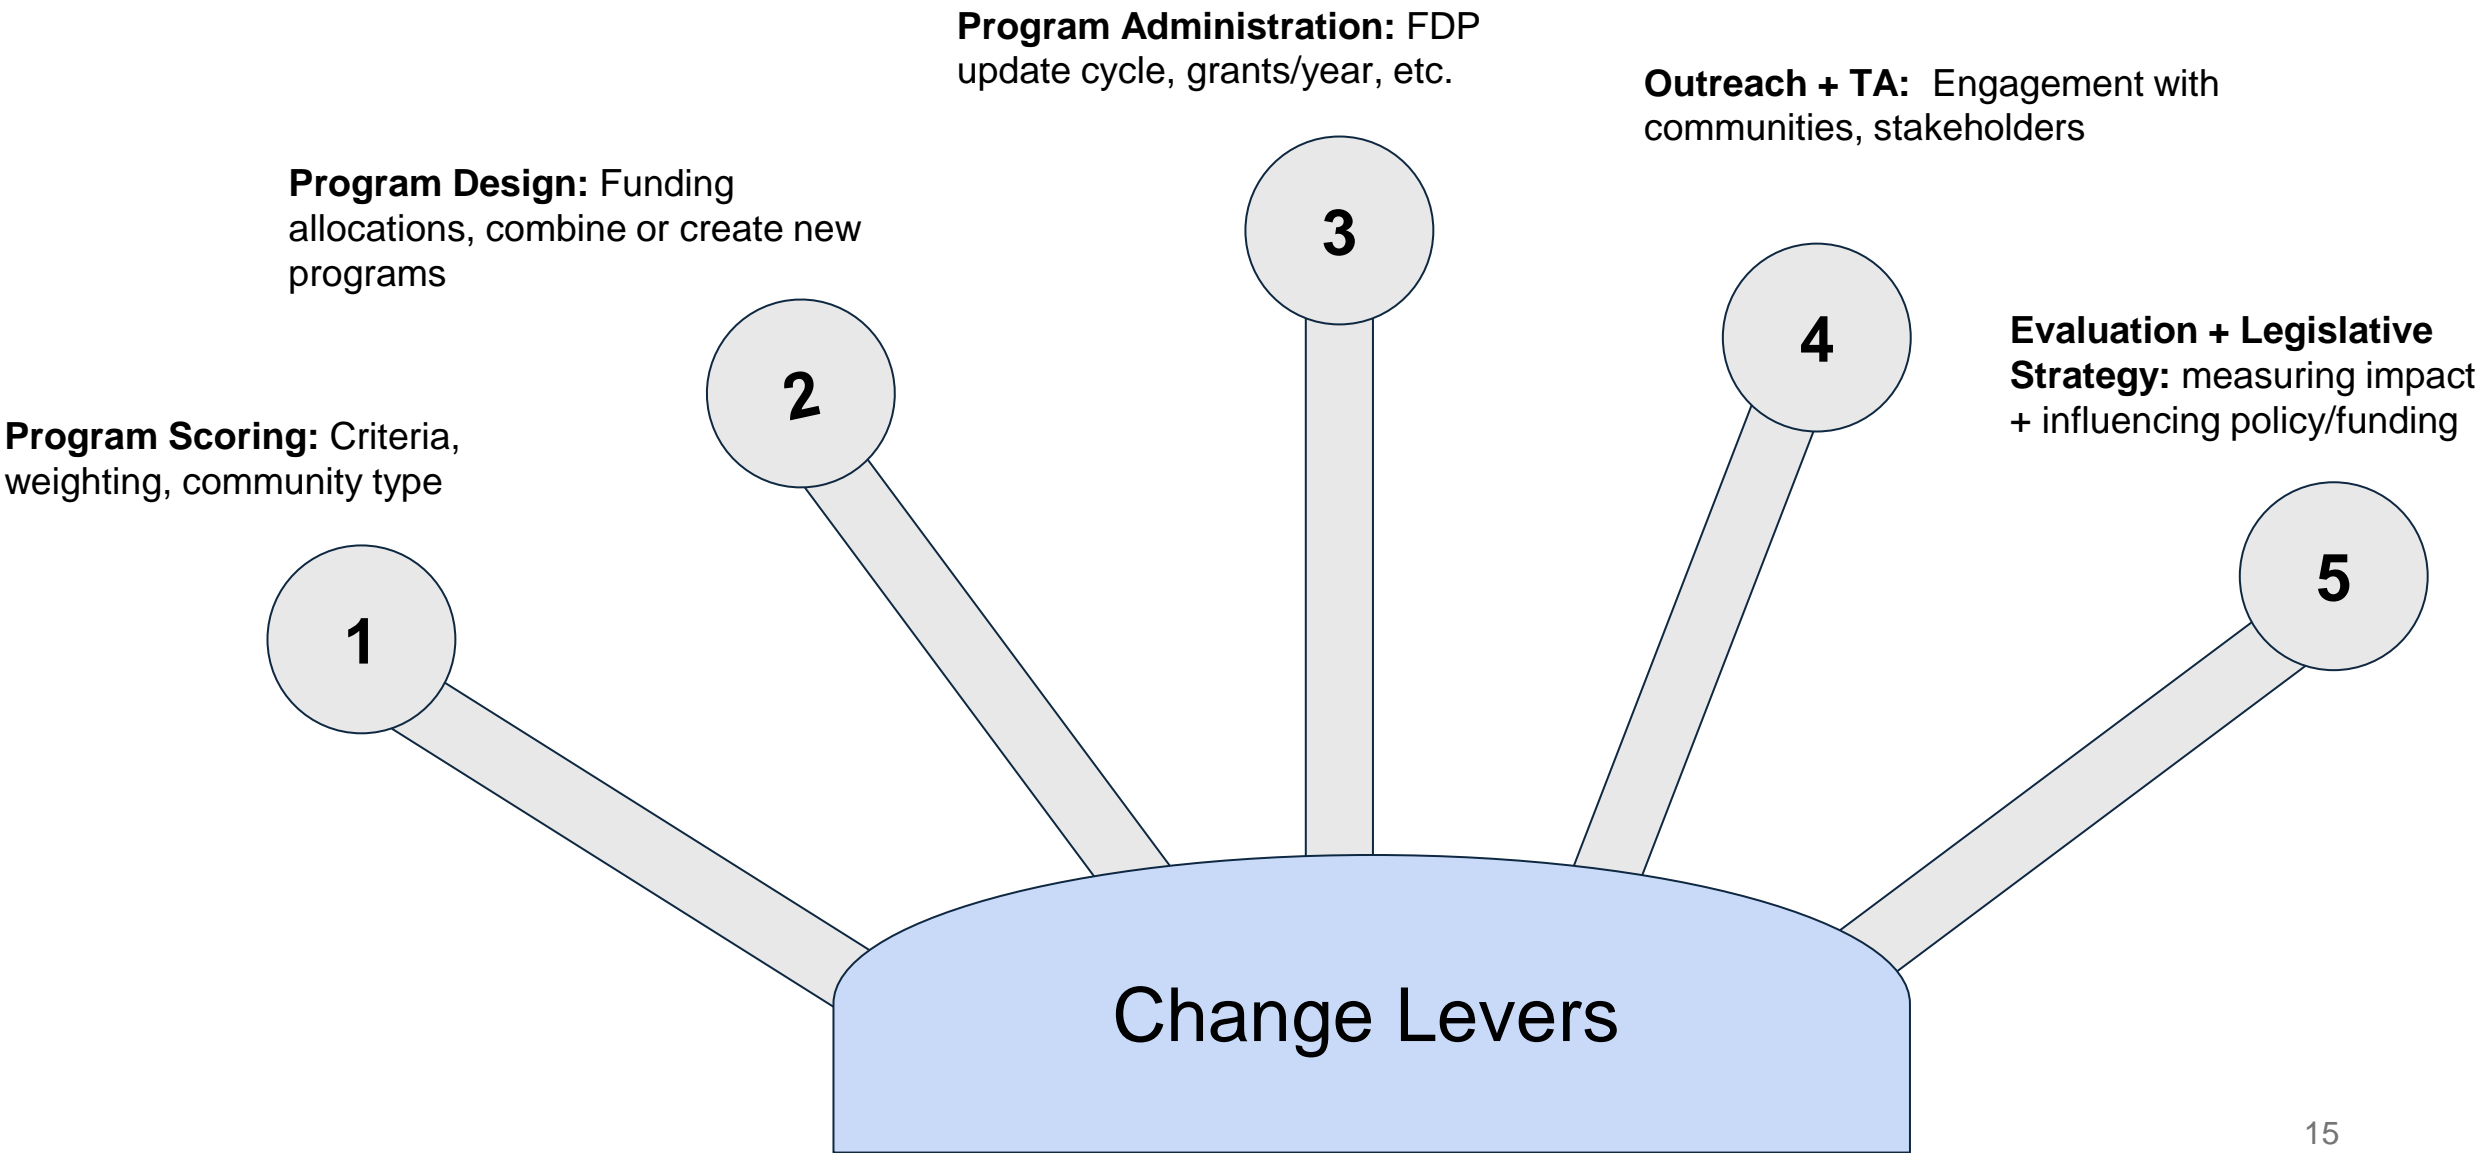 Program Scoring: Criteria,
weighting, community type
1
Program Design: Funding
allocations, combine or create new
programs
2
Program Administration: FDP
update cycle, grants/year, etc.
3
Outreach + TA:  Engagement with
communities, stakeholders
4
Evaluation + Legislative
Strategy: measuring impact
+ influencing policy/funding
5
Change Levers
15